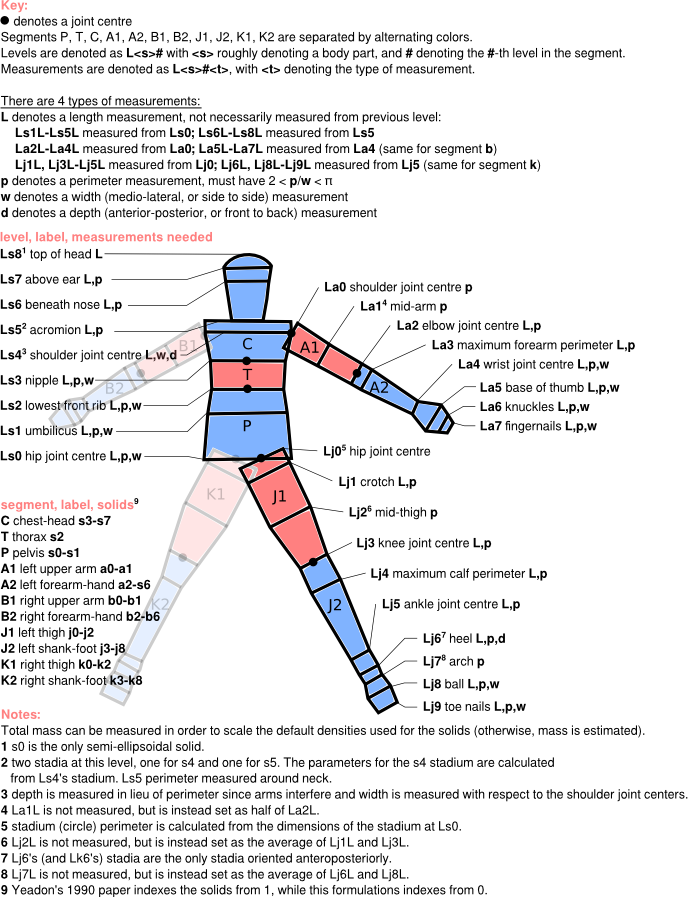 Key:
● denotes a joint centre
Segments P, T, C, A1, A2, B1, B2, J1, J2, K1, K2 are separated by alternating colors.
Levels are denoted as L<s># with <s> roughly denoting a body part, and # denoting the #-th level in the segment.
Measurements are denoted as L<s>#<t>, with <t> denoting the type of measurement.
There are 4 types of measurements:
L denotes a length measurement, not necessarily measured from previous level:
Ls1L-Ls5L measured from Ls0; Ls6L-Ls8L measured from Ls5
La2L-La4L measured from La0; La5L-La7L measured from La4 (same for segment b)
Lj1L, Lj3L-Lj5L measured from Lj0; Lj6L, Lj8L-Lj9L measured from Lj5 (same for segment k)
p denotes a perimeter measurement, must have 2 < p/w < π
w denotes a width (medio-lateral, or side to side) measurement
d denotes a depth (anterior-posterior, or front to back) measurement
level, label, measurements needed
Ls8¹ top of head L
Ls7 above ear L,p
Ls6 beneath nose L,p
Ls5² acromion L,p
Ls4³ shoulder joint centre L,w,d
Ls3 nipple L,p,w
Ls2 lowest front rib L,p,w
Ls1 umbilicus L,p,w
Ls0 hip joint centre L,p,w
La0 shoulder joint centre p
La1⁴ mid-arm p
La2 elbow joint centre L,p
La3 maximum forearm perimeter L,p
La4 wrist joint centre L,p,w
La5 base of thumb L,p,w
La6 knuckles L,p,w
La7 fingernails L,p,w
Lj0⁵ hip joint centre
Lj1 crotch L,p
Lj2⁶ mid-thigh p
Lj3 knee joint centre L,p
Lj4 maximum calf perimeter L,p
Lj5 ankle joint centre L,p
Lj6⁷ heel L,p,d
Lj7⁸ arch p
Lj8 ball L,p,w
Lj9 toe nails L,p,w
C
T
P
A1
A2
B1
B2
J1
J2
K1
K2
segment, label, solids⁹
C chest-head s3-s7
T thorax s2
P pelvis s0-s1
A1 left upper arm a0-a1
A2 left forearm-hand a2-s6
B1 right upper arm b0-b1
B2 right forearm-hand b2-b6
J1 left thigh j0-j2
J2 left shank-foot j3-j8
K1 right thigh k0-k2
K2 right shank-foot k3-k8
Notes:
Total mass can be measured in order to scale the default densities used for the solids (otherwise, mass is estimated).
1 s0 is the only semi-ellipsoidal solid.
2 two stadia at this level, one for s4 and one for s5. The parameters for the s4 stadium are calculated
from Ls4's stadium. Ls5 perimeter measured around neck.
3 depth is measured in lieu of perimeter since arms interfere and width is measured with respect to the shoulder joint centers.
4 La1L is not measured, but is instead set as half of La2L.
5 stadium (circle) perimeter is calculated from the dimensions of the stadium at Ls0.
6 Lj2L is not measured, but is instead set as the average of Lj1L and Lj3L.
7 Lj6's (and Lk6's) stadia are the only stadia oriented anteroposteriorly.
8 Lj7L is not measured, but is instead set as the average of Lj6L and Lj8L.
9 Yeadon's 1990 paper indexes the solids from 1, while this formulations indexes from 0.